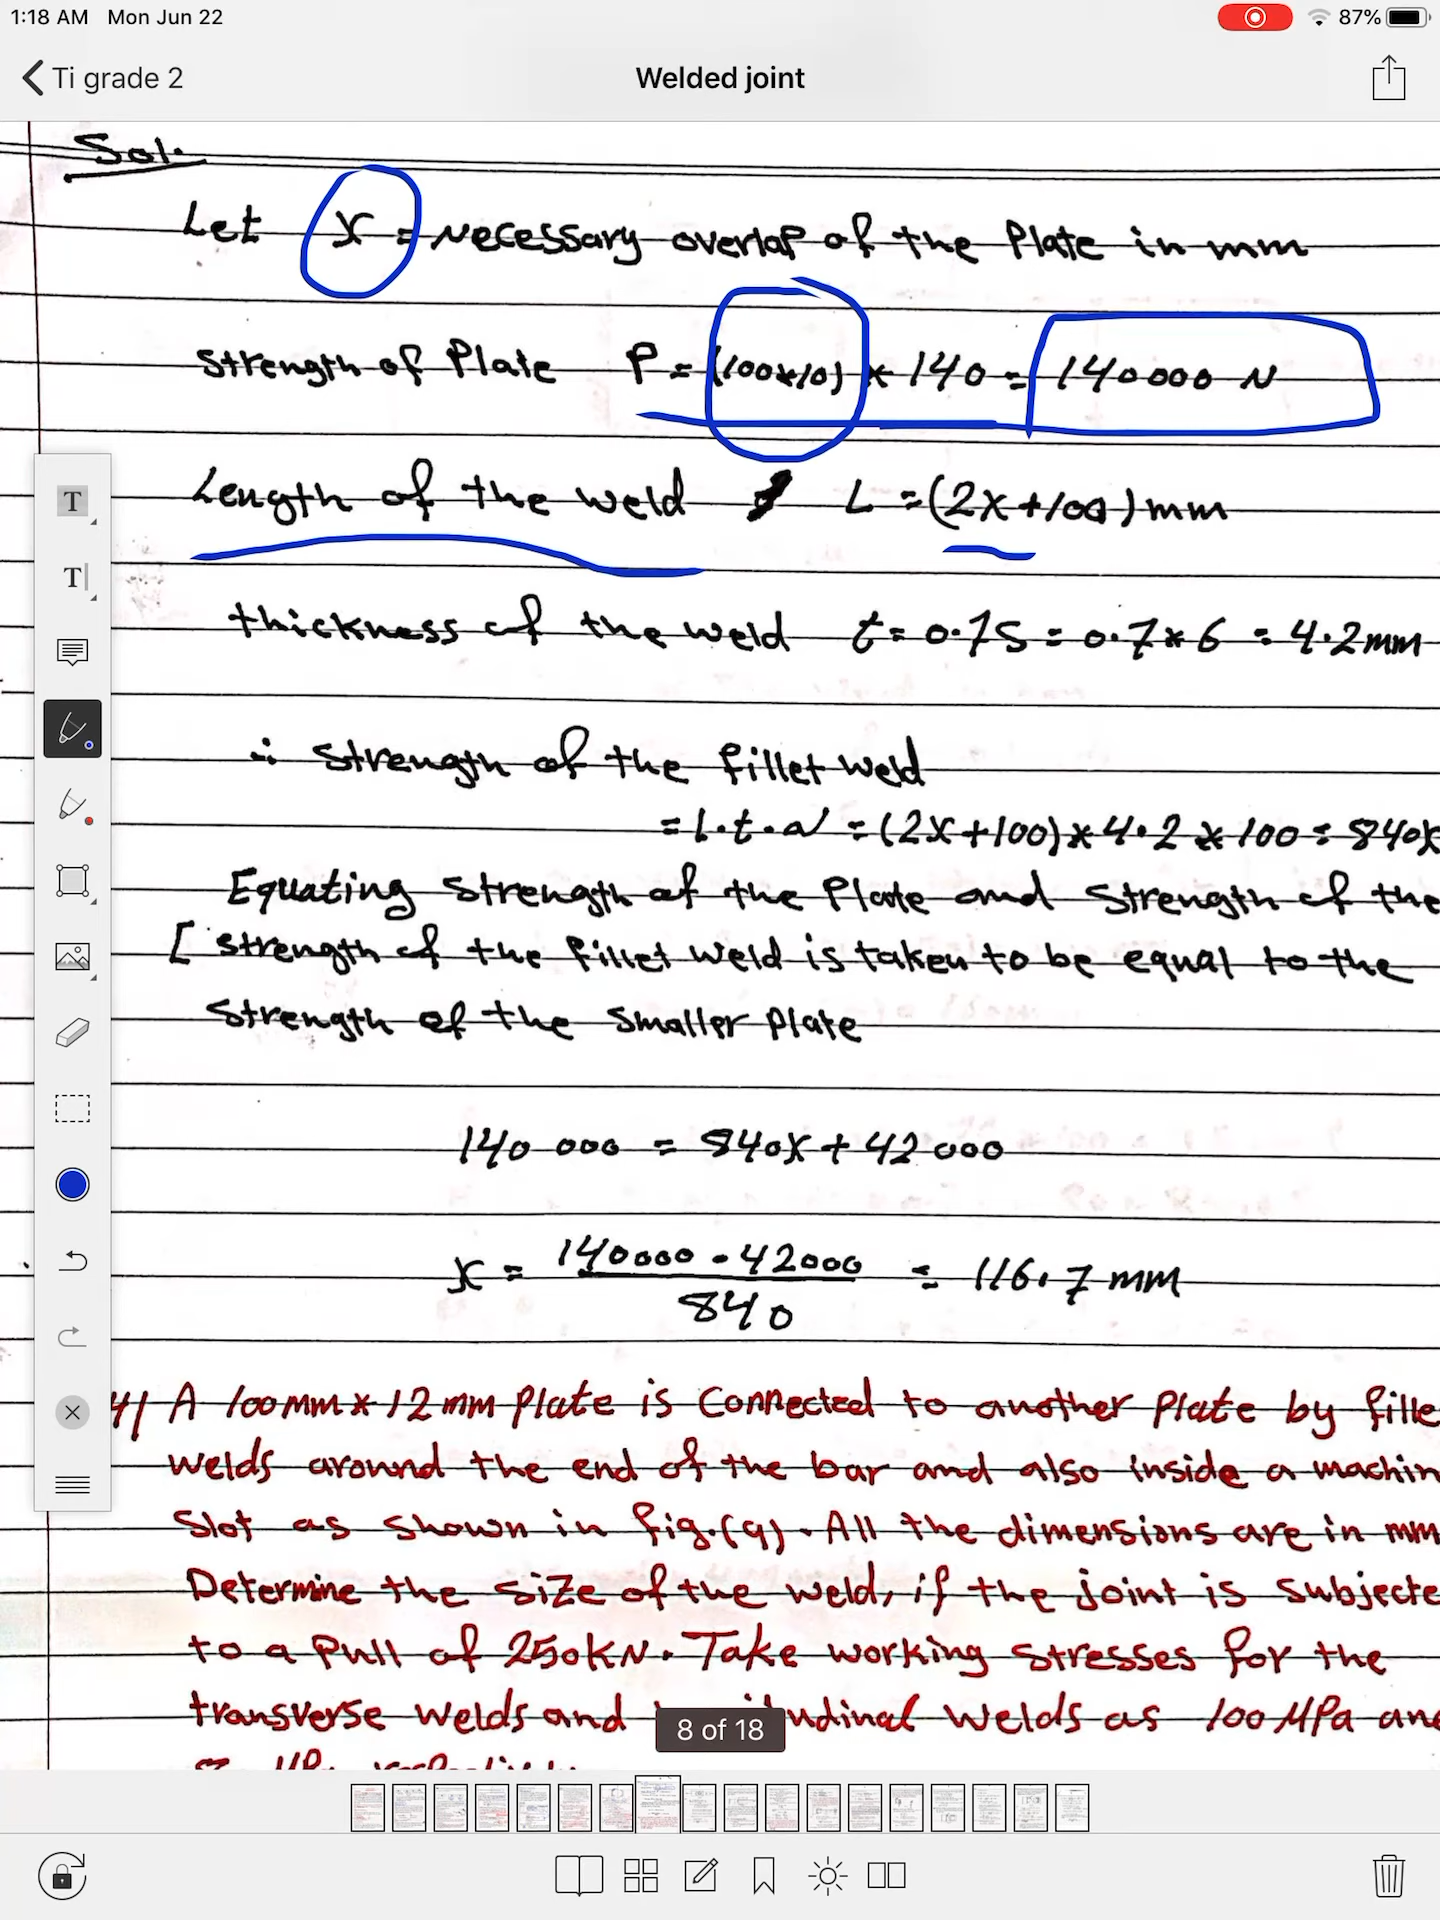 1:18 AM Mon Jun 22
87%
Ti grade 2
Welded joint
Sol.
Let x = necessary overlap of the Plate in mm
Strength of Plate P = (100*10) * 140 = 140000 N
Length of the weld L = (2x+100) mm
thickness of the weld t = 0.7s = 0.7*6 = 4.2mm
∴ Strength of the fillet weld
= L.t.σ = (2x+100)*4.2*100 = 840x
Equating Strength of the Plate and Strength of the
[ strength of the fillet weld is taken to be equal to the
Strength of the Smaller Plate
140 000 = 840x + 42 000
x = 140000 - 42000 / 840 = 116.7 mm
4/ A 100mm*12mm Plate is Connected to another Plate by fille
welds around the end of the bar and also inside a machin
Slot as shown in fig.(9). All the dimensions are in mm
Determine the size of the weld, if the joint is Subjecte
to a Pull of 250KN. Take working stresses for the
transverse welds and udinal welds as 100 MPa and
8 of 18
T
T